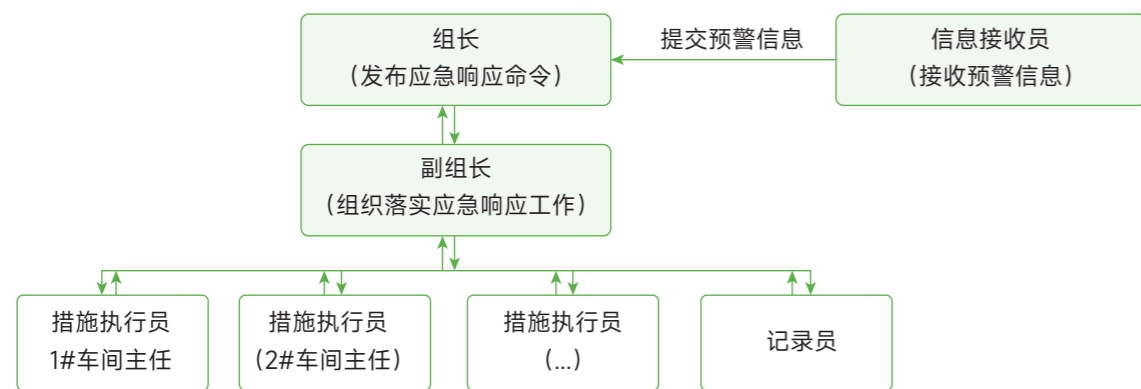 组长
（发布应急响应命令）
提交预警信息
信息接收员
（接收预警信息）
副组长
（组织落实应急响应工作）
措施执行员
1#车间主任
措施执行员
（2#车间主任）
措施执行员
（...）
记录员